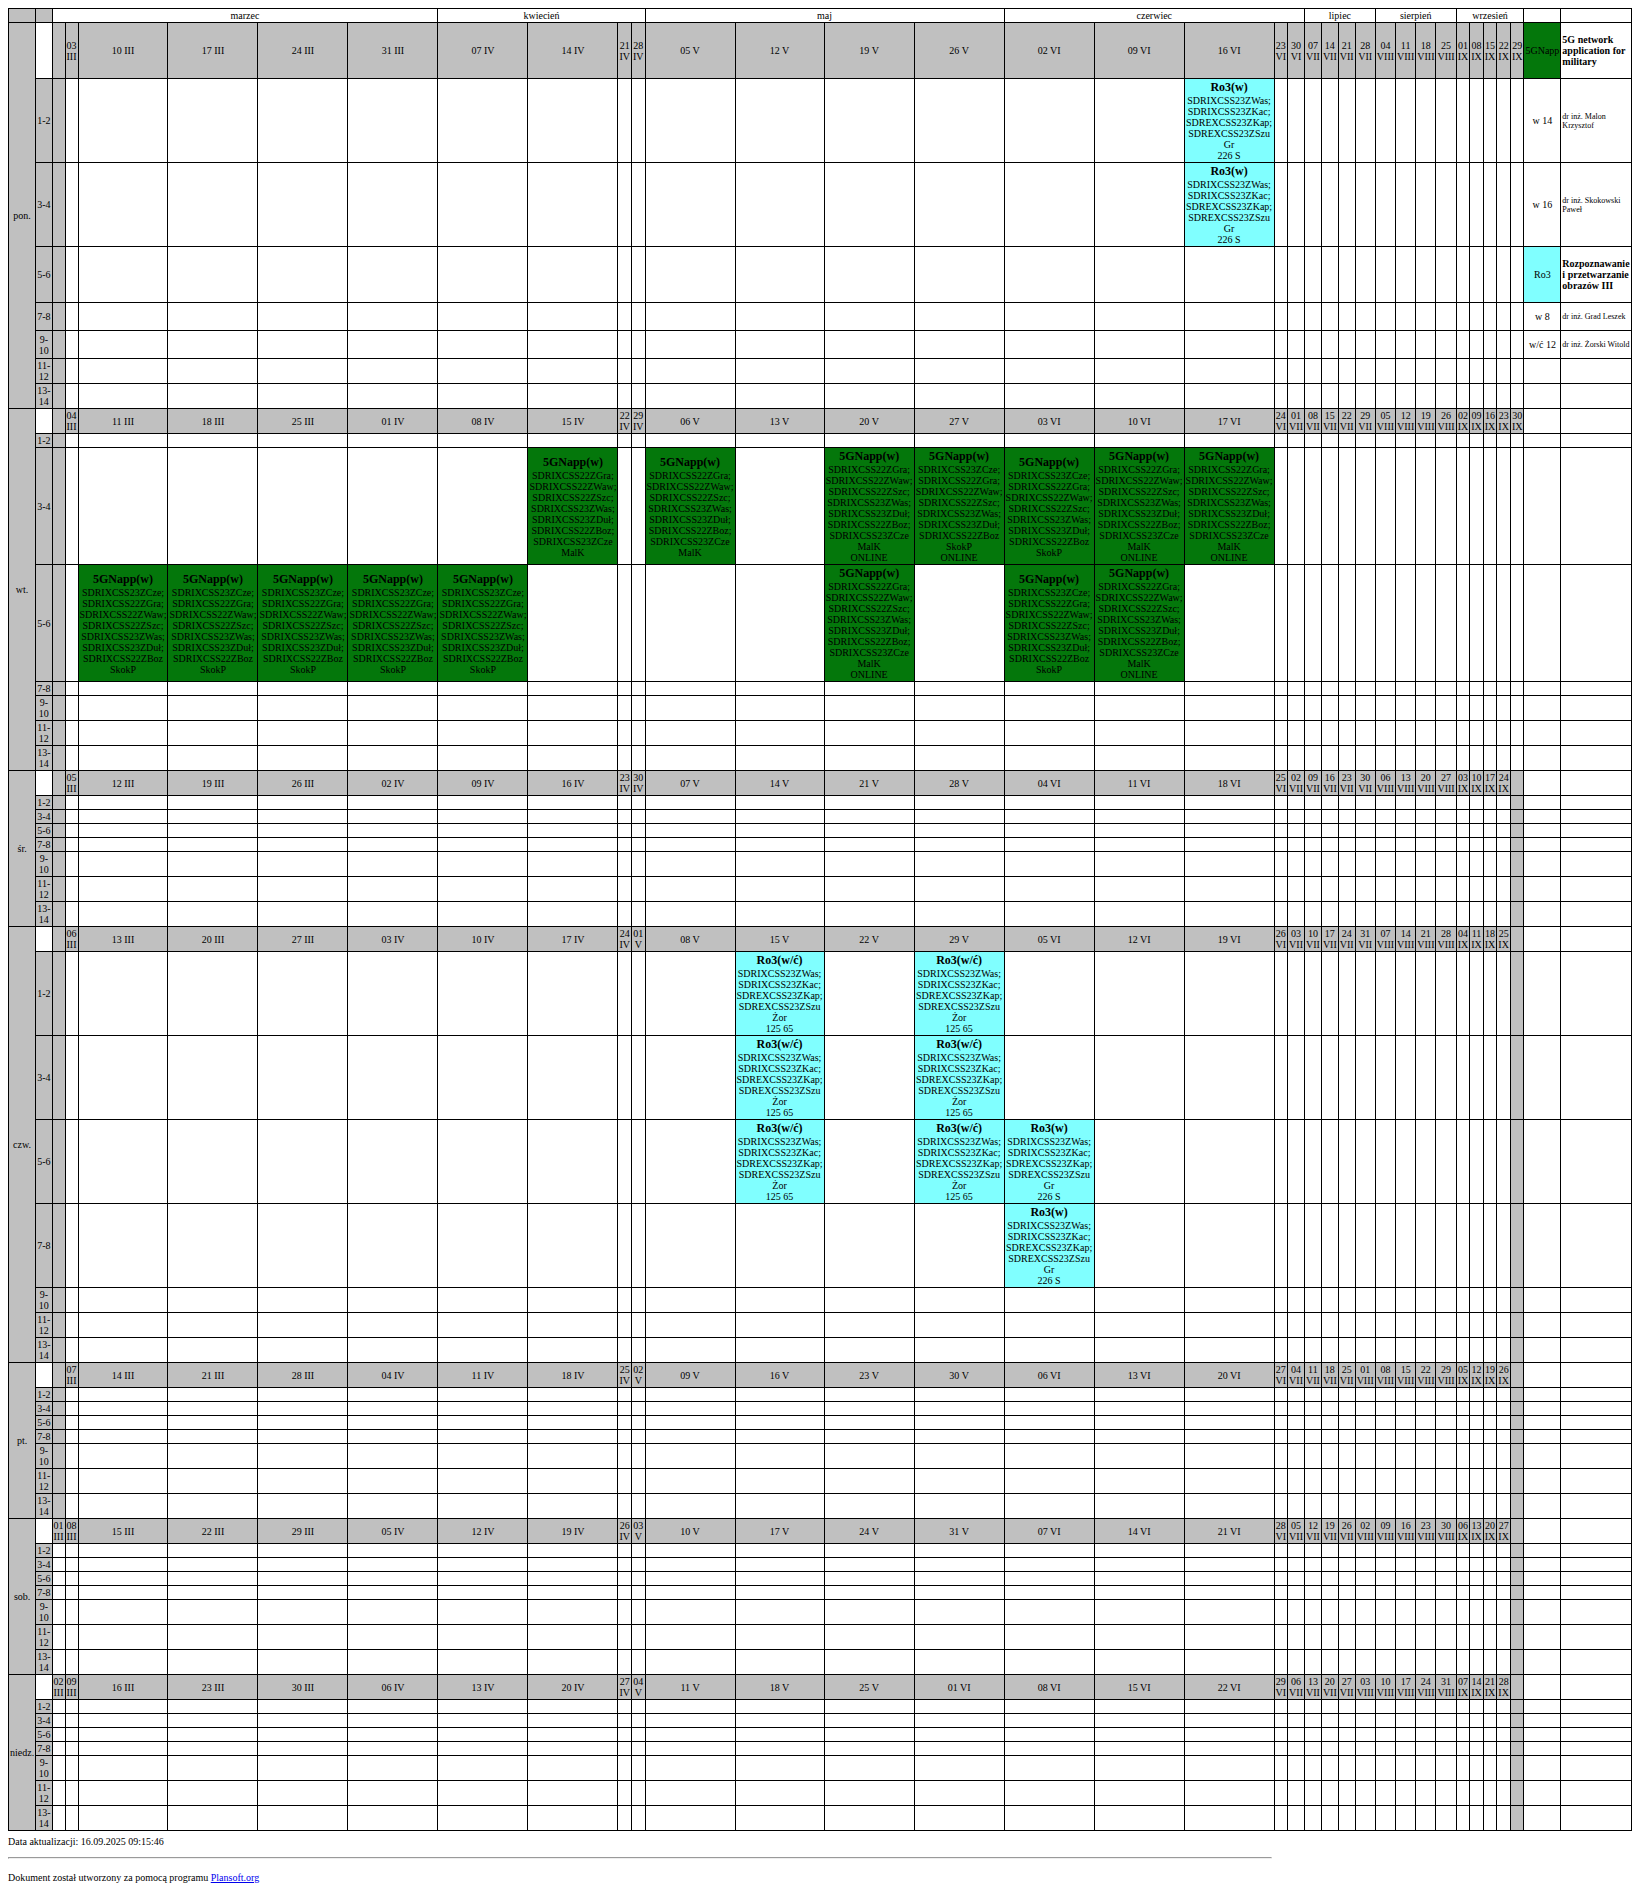 marzec kwiecień maj czerwiec lipiec sierpień wrzesień
pon. 03 III 10 III 17 III 24 III 31 III 07 IV 14 IV 21 IV 28 IV 05 V 12 V 19 V 26 V 02 VI 09 VI 16 VI 23 VI 30 VI 07 VII 14 VII 21 VII 28 VII 04 VIII 11 VIII 18 VIII 25 VIII 01 IX 08 IX 15 IX 22 IX 29 IX 5GNapp 5G network application for military
1-2
Ro3(w)
SDRIXCSS23ZWas;
SDRIXCSS23ZKac;
SDREXCSS23ZKap;
SDREXCSS23ZSzu
Gr
226 S
w 14 dr inż. Malon Krzysztof
3-4
Ro3(w)
SDRIXCSS23ZWas;
SDRIXCSS23ZKac;
SDREXCSS23ZKap;
SDREXCSS23ZSzu
Gr
226 S
w 16 dr inż. Skokowski Paweł
5-6 Ro3 Rozpoznawanie i przetwarzanie obrazów III
7-8 w 8 dr inż. Grad Leszek
9-10 w/ć 12 dr inż. Żorski Witold
11-12
13-14
wt. 04 III 11 III 18 III 25 III 01 IV 08 IV 15 IV 22 IV 29 IV 06 V 13 V 20 V 27 V 03 VI 10 VI 17 VI 24 VI 01 VII 08 VII 15 VII 22 VII 29 VII 05 VIII 12 VIII 19 VIII 26 VIII 02 IX 09 IX 16 IX 23 IX 30 IX
1-2
3-4
5GNapp(w)
SDRIXCSS22ZGra;
SDRIXCSS22ZWaw;
SDRIXCSS22ZSzc;
SDRIXCSS23ZWas;
SDRIXCSS23ZDuł;
SDRIXCSS22ZBoz;
SDRIXCSS23ZCze
MalK
5GNapp(w)
SDRIXCSS22ZGra;
SDRIXCSS22ZWaw;
SDRIXCSS22ZSzc;
SDRIXCSS23ZWas;
SDRIXCSS23ZDuł;
SDRIXCSS22ZBoz;
SDRIXCSS23ZCze
MalK
5GNapp(w)
SDRIXCSS22ZGra;
SDRIXCSS22ZWaw;
SDRIXCSS22ZSzc;
SDRIXCSS23ZWas;
SDRIXCSS23ZDuł;
SDRIXCSS22ZBoz;
SDRIXCSS23ZCze
MalK
ONLINE
5GNapp(w)
SDRIXCSS23ZCze;
SDRIXCSS22ZGra;
SDRIXCSS22ZWaw;
SDRIXCSS22ZSzc;
SDRIXCSS23ZWas;
SDRIXCSS23ZDuł;
SDRIXCSS22ZBoz
SkokP
ONLINE
5GNapp(w)
SDRIXCSS23ZCze;
SDRIXCSS22ZGra;
SDRIXCSS22ZWaw;
SDRIXCSS22ZSzc;
SDRIXCSS23ZWas;
SDRIXCSS23ZDuł;
SDRIXCSS22ZBoz
SkokP
5GNapp(w)
SDRIXCSS22ZGra;
SDRIXCSS22ZWaw;
SDRIXCSS22ZSzc;
SDRIXCSS23ZWas;
SDRIXCSS23ZDuł;
SDRIXCSS22ZBoz;
SDRIXCSS23ZCze
MalK
ONLINE
5GNapp(w)
SDRIXCSS22ZGra;
SDRIXCSS22ZWaw;
SDRIXCSS22ZSzc;
SDRIXCSS23ZWas;
SDRIXCSS23ZDuł;
SDRIXCSS22ZBoz;
SDRIXCSS23ZCze
MalK
ONLINE
5-6
5GNapp(w)
SDRIXCSS23ZCze;
SDRIXCSS22ZGra;
SDRIXCSS22ZWaw;
SDRIXCSS22ZSzc;
SDRIXCSS23ZWas;
SDRIXCSS23ZDuł;
SDRIXCSS22ZBoz
SkokP
5GNapp(w)
SDRIXCSS23ZCze;
SDRIXCSS22ZGra;
SDRIXCSS22ZWaw;
SDRIXCSS22ZSzc;
SDRIXCSS23ZWas;
SDRIXCSS23ZDuł;
SDRIXCSS22ZBoz
SkokP
5GNapp(w)
SDRIXCSS23ZCze;
SDRIXCSS22ZGra;
SDRIXCSS22ZWaw;
SDRIXCSS22ZSzc;
SDRIXCSS23ZWas;
SDRIXCSS23ZDuł;
SDRIXCSS22ZBoz
SkokP
5GNapp(w)
SDRIXCSS23ZCze;
SDRIXCSS22ZGra;
SDRIXCSS22ZWaw;
SDRIXCSS22ZSzc;
SDRIXCSS23ZWas;
SDRIXCSS23ZDuł;
SDRIXCSS22ZBoz
SkokP
5GNapp(w)
SDRIXCSS23ZCze;
SDRIXCSS22ZGra;
SDRIXCSS22ZWaw;
SDRIXCSS22ZSzc;
SDRIXCSS23ZWas;
SDRIXCSS23ZDuł;
SDRIXCSS22ZBoz
SkokP
5GNapp(w)
SDRIXCSS22ZGra;
SDRIXCSS22ZWaw;
SDRIXCSS22ZSzc;
SDRIXCSS23ZWas;
SDRIXCSS23ZDuł;
SDRIXCSS22ZBoz;
SDRIXCSS23ZCze
MalK
ONLINE
5GNapp(w)
SDRIXCSS23ZCze;
SDRIXCSS22ZGra;
SDRIXCSS22ZWaw;
SDRIXCSS22ZSzc;
SDRIXCSS23ZWas;
SDRIXCSS23ZDuł;
SDRIXCSS22ZBoz
SkokP
5GNapp(w)
SDRIXCSS22ZGra;
SDRIXCSS22ZWaw;
SDRIXCSS22ZSzc;
SDRIXCSS23ZWas;
SDRIXCSS23ZDuł;
SDRIXCSS22ZBoz;
SDRIXCSS23ZCze
MalK
ONLINE
7-8
9-10
11-12
13-14
śr. 05 III 12 III 19 III 26 III 02 IV 09 IV 16 IV 23 IV 30 IV 07 V 14 V 21 V 28 V 04 VI 11 VI 18 VI 25 VI 02 VII 09 VII 16 VII 23 VII 30 VII 06 VIII 13 VIII 20 VIII 27 VIII 03 IX 10 IX 17 IX 24 IX
1-2
3-4
5-6
7-8
9-10
11-12
13-14
czw. 06 III 13 III 20 III 27 III 03 IV 10 IV 17 IV 24 IV 01 V 08 V 15 V 22 V 29 V 05 VI 12 VI 19 VI 26 VI 03 VII 10 VII 17 VII 24 VII 31 VII 07 VIII 14 VIII 21 VIII 28 VIII 04 IX 11 IX 18 IX 25 IX
1-2
Ro3(w/ć)
SDRIXCSS23ZWas;
SDRIXCSS23ZKac;
SDREXCSS23ZKap;
SDREXCSS23ZSzu
Żor
125 65
Ro3(w/ć)
SDRIXCSS23ZWas;
SDRIXCSS23ZKac;
SDREXCSS23ZKap;
SDREXCSS23ZSzu
Żor
125 65
3-4
Ro3(w/ć)
SDRIXCSS23ZWas;
SDRIXCSS23ZKac;
SDREXCSS23ZKap;
SDREXCSS23ZSzu
Żor
125 65
Ro3(w/ć)
SDRIXCSS23ZWas;
SDRIXCSS23ZKac;
SDREXCSS23ZKap;
SDREXCSS23ZSzu
Żor
125 65
5-6
Ro3(w/ć)
SDRIXCSS23ZWas;
SDRIXCSS23ZKac;
SDREXCSS23ZKap;
SDREXCSS23ZSzu
Żor
125 65
Ro3(w/ć)
SDRIXCSS23ZWas;
SDRIXCSS23ZKac;
SDREXCSS23ZKap;
SDREXCSS23ZSzu
Żor
125 65
Ro3(w)
SDRIXCSS23ZWas;
SDRIXCSS23ZKac;
SDREXCSS23ZKap;
SDREXCSS23ZSzu
Gr
226 S
7-8
Ro3(w)
SDRIXCSS23ZWas;
SDRIXCSS23ZKac;
SDREXCSS23ZKap;
SDREXCSS23ZSzu
Gr
226 S
9-10
11-12
13-14
pt. 07 III 14 III 21 III 28 III 04 IV 11 IV 18 IV 25 IV 02 V 09 V 16 V 23 V 30 V 06 VI 13 VI 20 VI 27 VI 04 VII 11 VII 18 VII 25 VII 01 VIII 08 VIII 15 VIII 22 VIII 29 VIII 05 IX 12 IX 19 IX 26 IX
1-2
3-4
5-6
7-8
9-10
11-12
13-14
sob. 01 III 08 III 15 III 22 III 29 III 05 IV 12 IV 19 IV 26 IV 03 V 10 V 17 V 24 V 31 V 07 VI 14 VI 21 VI 28 VI 05 VII 12 VII 19 VII 26 VII 02 VIII 09 VIII 16 VIII 23 VIII 30 VIII 06 IX 13 IX 20 IX 27 IX
1-2
3-4
5-6
7-8
9-10
11-12
13-14
niedz. 02 III 09 III 16 III 23 III 30 III 06 IV 13 IV 20 IV 27 IV 04 V 11 V 18 V 25 V 01 VI 08 VI 15 VI 22 VI 29 VI 06 VII 13 VII 20 VII 27 VII 03 VIII 10 VIII 17 VIII 24 VIII 31 VIII 07 IX 14 IX 21 IX 28 IX
1-2
3-4
5-6
7-8
9-10
11-12
13-14
Data aktualizacji: 16.09.2025 09:15:46
Dokument został utworzony za pomocą programu Plansoft.org